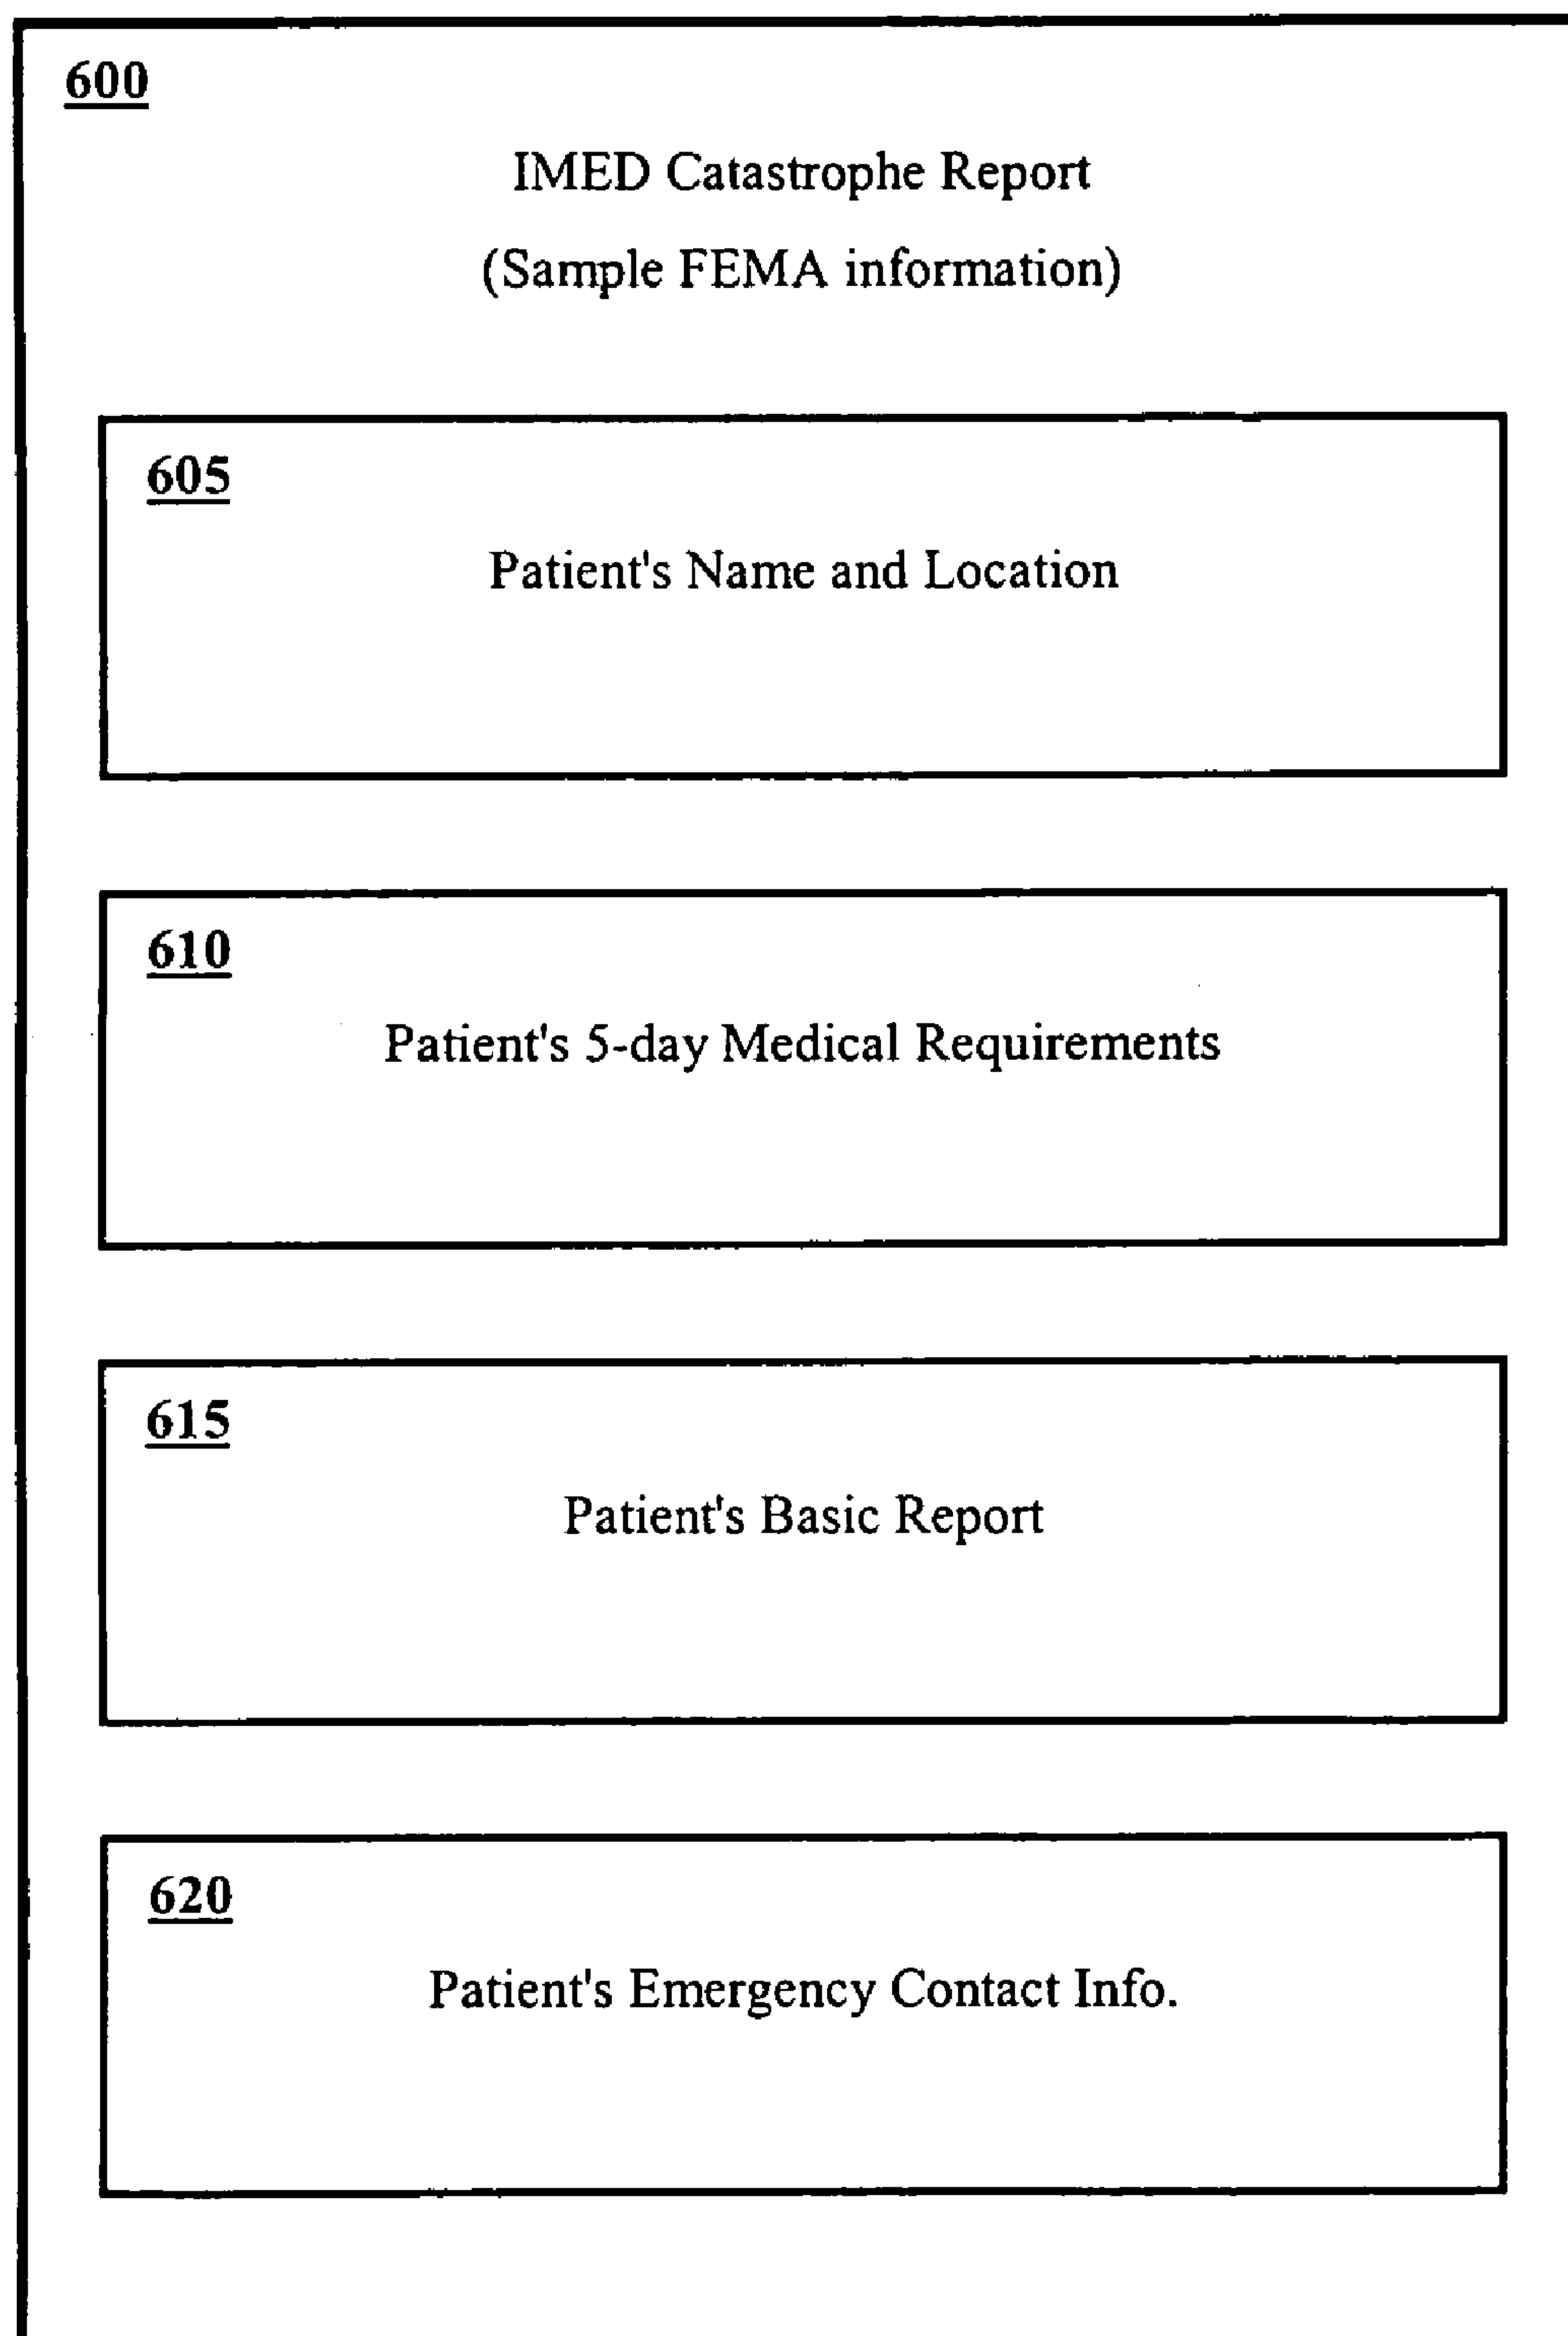 600
IMED Catastrophe Report
(Sample FEMA information)
605
Patient's Name and Location
610
Patient's 5-day Medical Requirements
615
Patient's Basic Report
620
Patient's Emergency Contact Info.